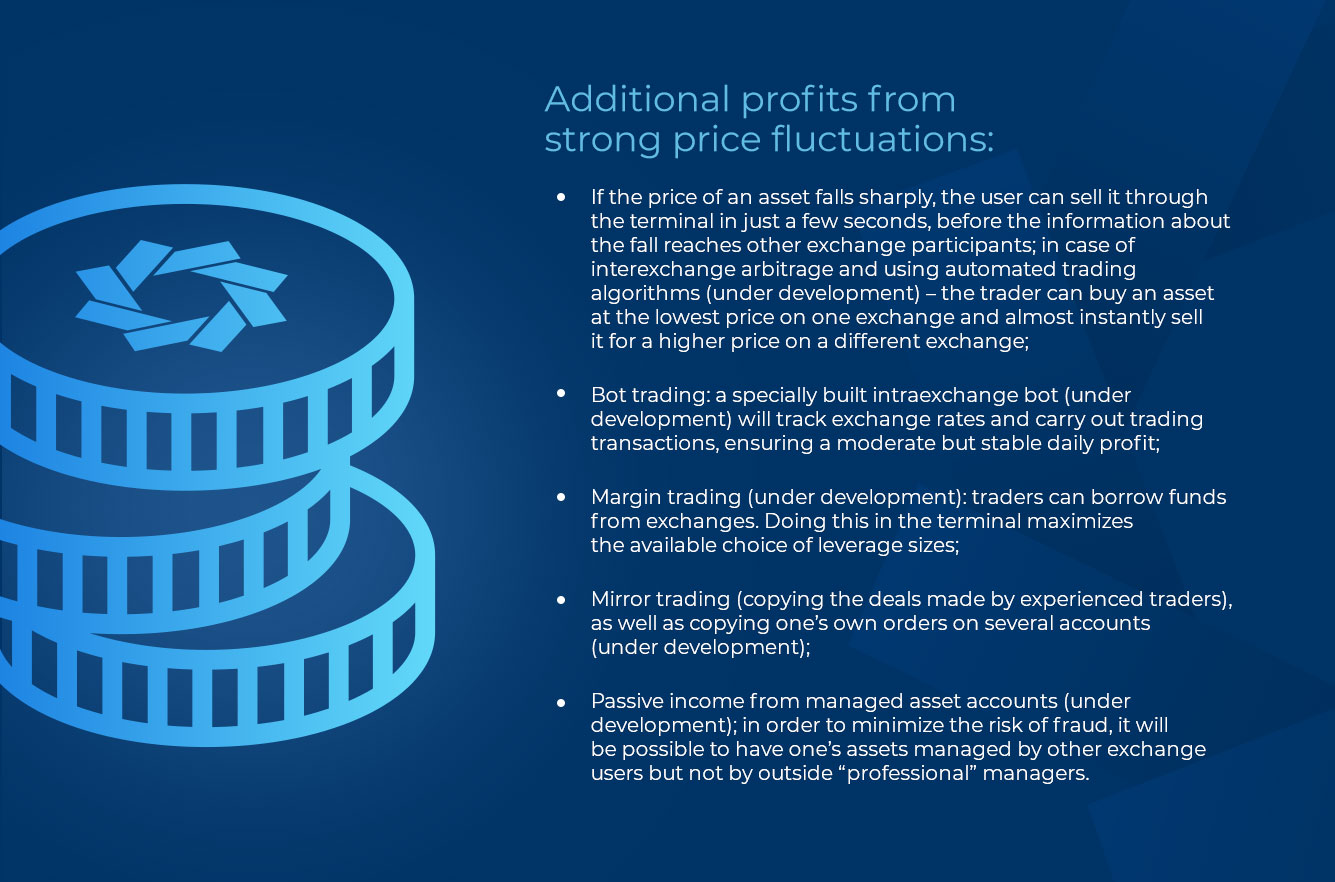 Additional profits from
strong price fluctuations:
• If the price of an asset falls sharply, the user can sell it through
the terminal in just a few seconds, before the information about
the fall reaches other exchange participants; in case of
interexchange arbitrage and using automated trading
algorithms (under development) – the trader can buy an asset
at the lowest price on one exchange and almost instantly sell
it for a higher price on a different exchange;
• Bot trading: a specially built intraexchange bot (under
development) will track exchange rates and carry out trading
transactions, ensuring a moderate but stable daily profit;
• Margin trading (under development): traders can borrow funds
from exchanges. Doing this in the terminal maximizes
the available choice of leverage sizes;
• Mirror trading (copying the deals made by experienced traders),
as well as copying one’s own orders on several accounts
(under development);
• Passive income from managed asset accounts (under
development); in order to minimize the risk of fraud, it will
be possible to have one’s assets managed by other exchange
users but not by outside “professional” managers.